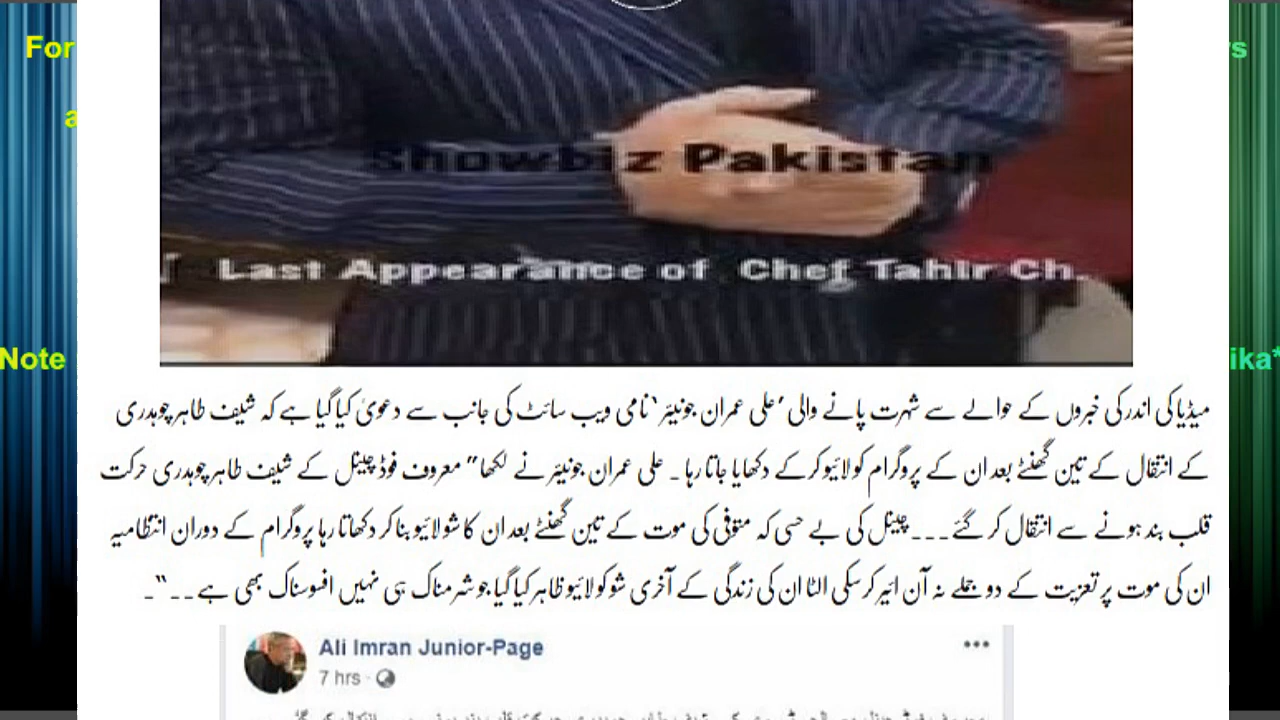 For
rs
a
Showbiz Pakistan
Last Appearance of Chef Tahir Ch.
Note
ika*
میڈیا کی اندر کی خبروں کے حوالے سے شہرت پانے والی ’علی عمران جونیئر‘ نامی ویب سائٹ کی جانب سے دعویٰ کیا گیا ہے کہ شیف طاہر چوہدری
کے انتقال کے تین گھنٹے بعد ان کے پروگرام کو لائیو کر کے دکھایا جاتا رہا۔ علی عمران جونیئر نے لکھا” معروف فوڈ چینل کے شیف طاہر چوہدری حرکت
قلب بند ہونے سے انتقال کر گئے۔۔۔ چینل کی بے حسی کہ متوفی کی موت کے تین گھنٹے بعد ان کا شو لائیو بنا کر دکھاتا رہا پروگرام کے دوران انتظامیہ
ان کی موت پر تعزیت کے دو جملے نہ آن ائیر کر سکی الٹا ان کی زندگی کے آخری شو کو لائیو ظاہر کیا گیا جو شرمناک ہی نہیں افسوسناک بھی ہے۔۔“۔
Ali Imran Junior-Page
7 hrs ·